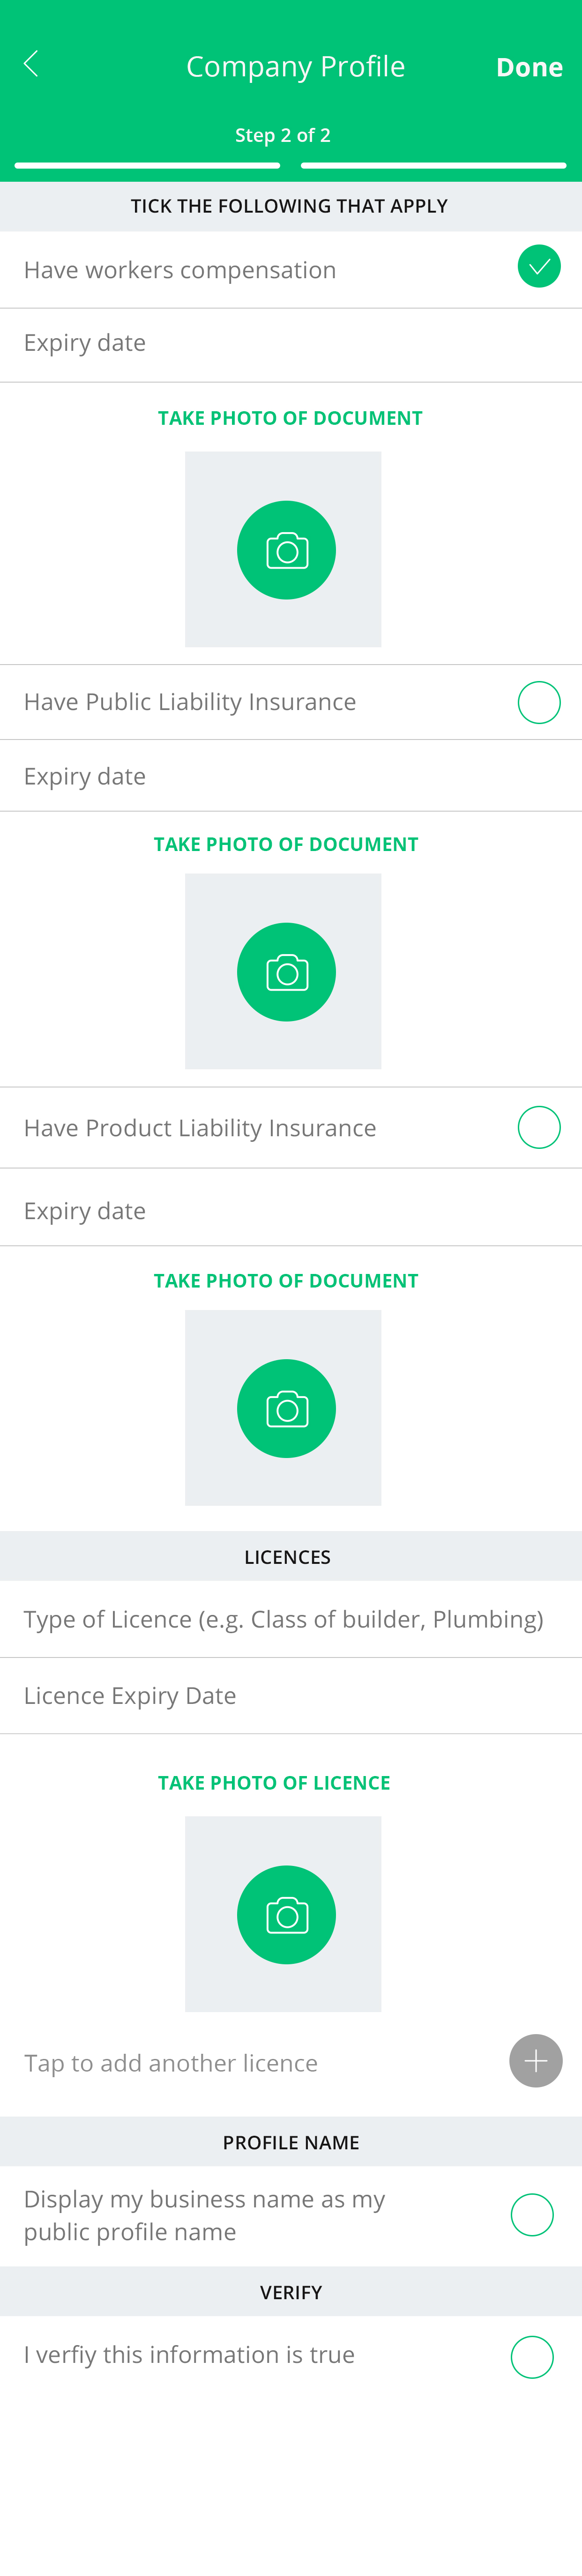 Company Profile
Done
Step 2 of 2
TICK THE FOLLOWING THAT APPLY
Have workers compensation
Expiry date
TAKE PHOTO OF DOCUMENT
Have Public Liability Insurance
Expiry date
TAKE PHOTO OF DOCUMENT
Have Product Liability Insurance
Expiry date
TAKE PHOTO OF DOCUMENT
LICENCES
Type of Licence (e.g. Class of builder, Plumbing)
Licence Expiry Date
TAKE PHOTO OF LICENCE
Tap to add another licence
PROFILE NAME
Display my business name as my
public profile name
VERIFY
I verfiy this information is true